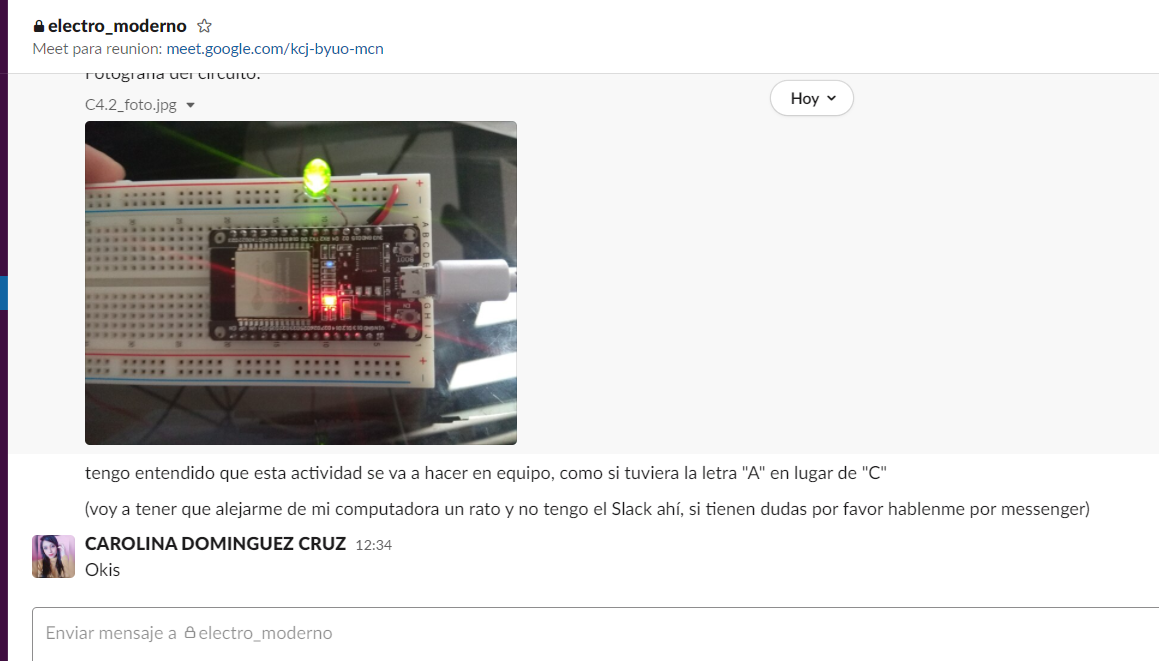 electro_moderno
Meet para reunion: meet.google.com/kcj-byuo-mcn
Fotografía del circuito.
C4.2_foto.jpg
Hoy
tengo entendido que esta actividad se va a hacer en equipo, como si tuviera la letra "A" en lugar de "C"
(voy a tener que alejarme de mi computadora un rato y no tengo el Slack ahí, si tienen dudas por favor hablenme por messenger)
CAROLINA DOMINGUEZ CRUZ 12:34
Okis
Enviar mensaje a electro_moderno